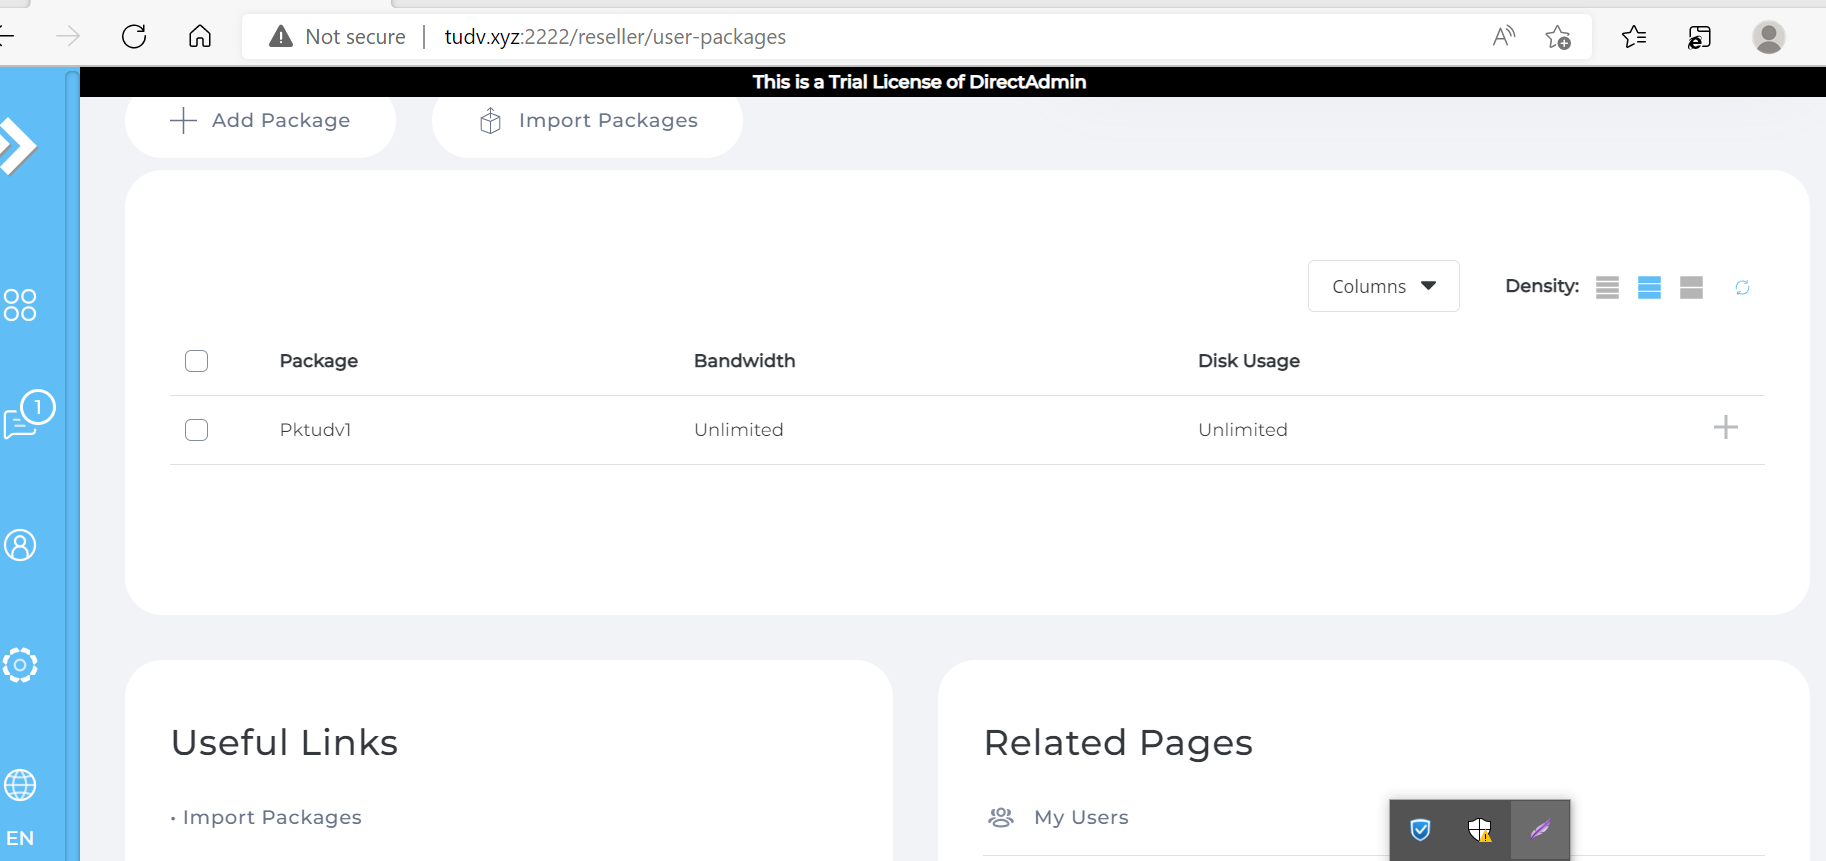 Not secure | tudv.xyz:2222/reseller/user-packages
This is a Trial License of DirectAdmin
Add Package
Import Packages
Columns
Density:
Package Bandwidth Disk Usage
1
Pktudv1 Unlimited Unlimited
Useful Links
Related Pages
• Import Packages
My Users
EN